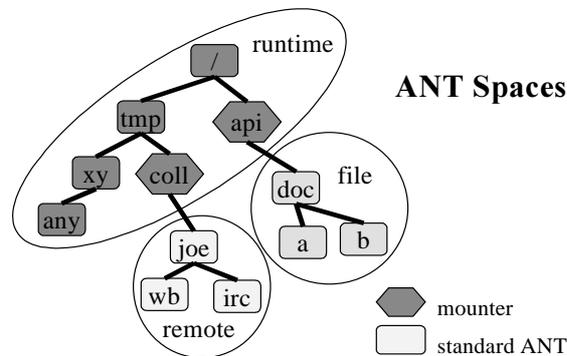 runtime
/
ANT Spaces
tmp
api
xy
coll
file
doc
any
a
b
joe
wb
irc
remote
mounter
standard ANT